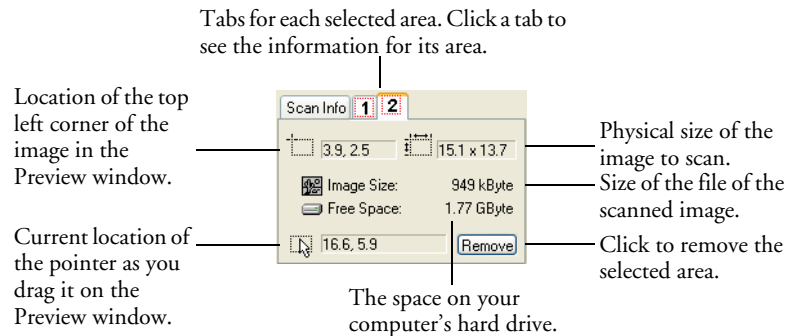 Tabs for each selected area. Click a tab to
see the information for its area.
Location of the top
left corner of the
image in the
Preview window.
Current location of
the pointer as you
drag it on the
Preview window.
Scan Info 1 2
3.9, 2.5 15.1 x 13.7
Image Size: 949 kByte
Free Space: 1.77 GByte
16.6, 5.9 Remove
Physical size of the
image to scan.
Size of the file of the
scanned image.
Click to remove the
selected area.
The space on your
computer's hard drive.